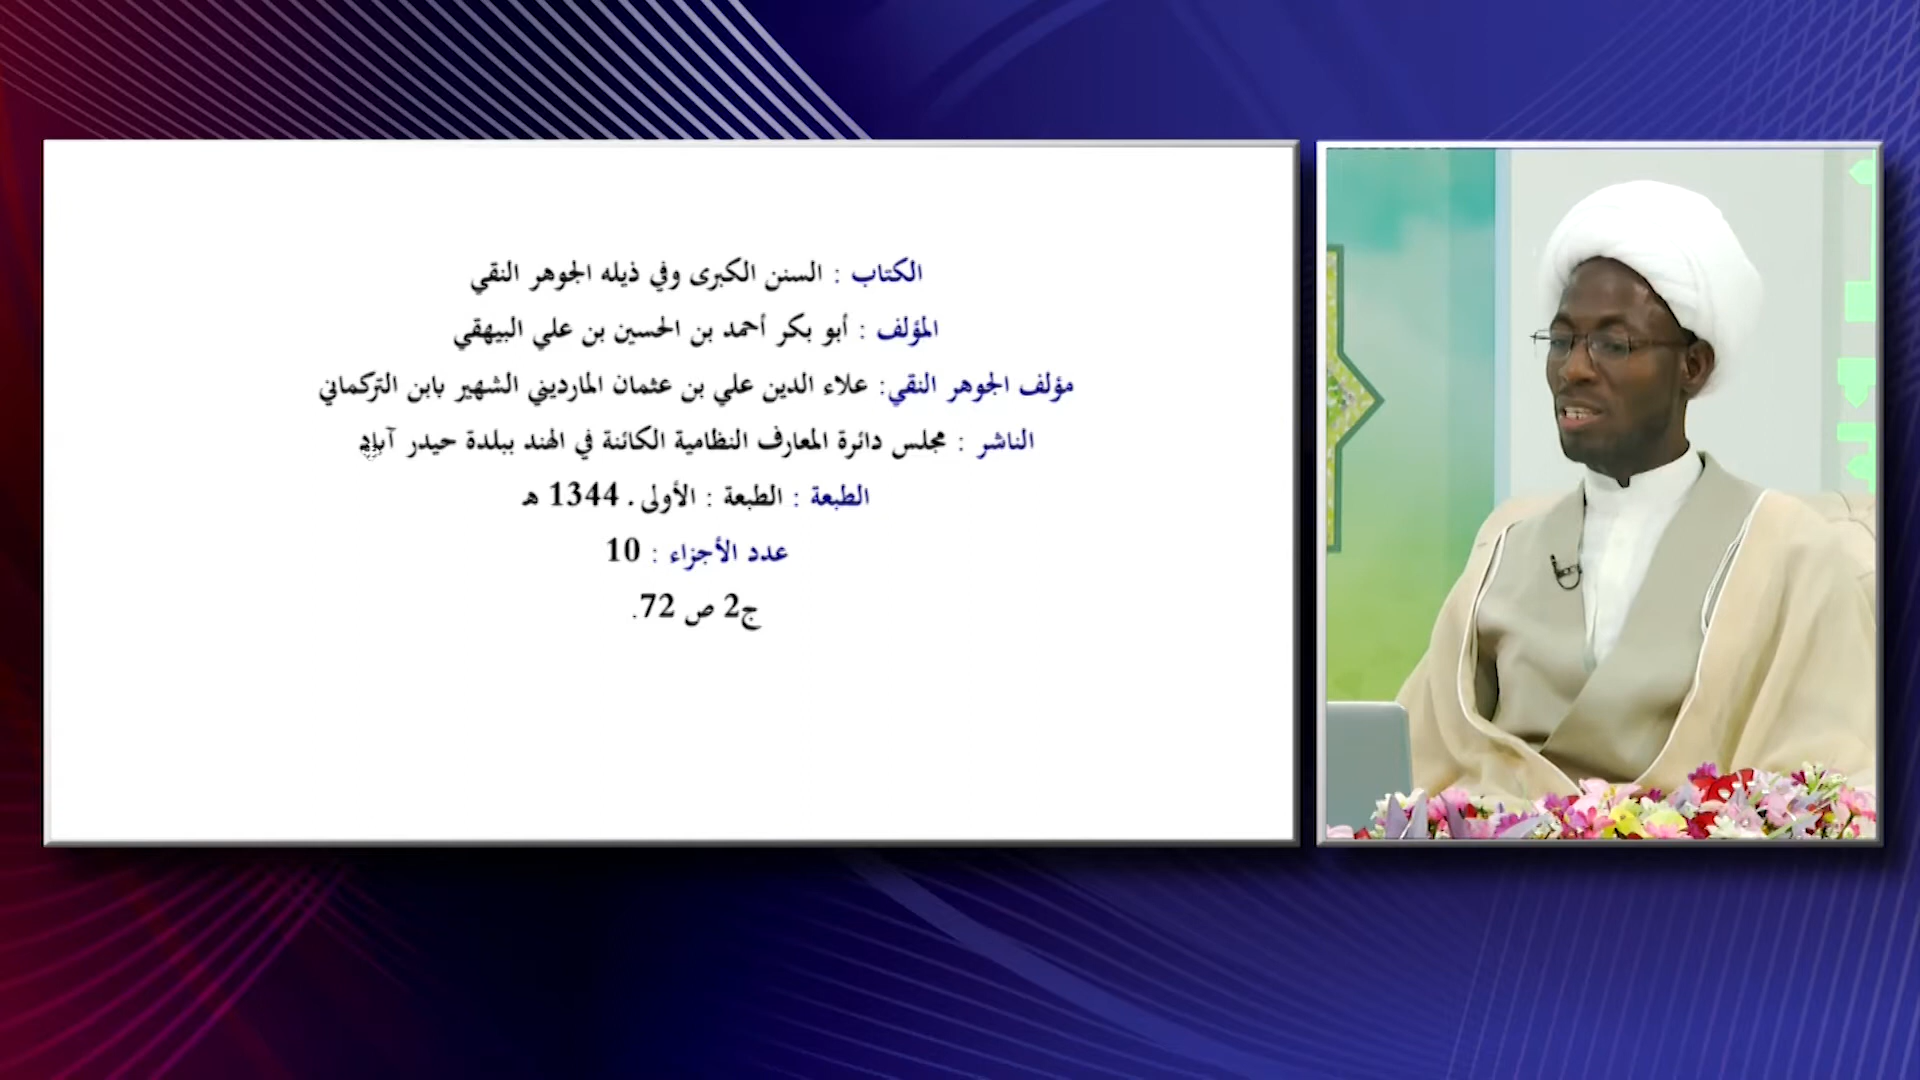 الكتاب : السنن الكبرى وفي ذيله الجوهر النقي
المؤلف : أبو بكر أحمد بن الحسين بن علي البيهقي
مؤلف الجوهر النقي: علاء الدين علي بن عثمان المارديني الشهير بابن التركماني
الناشر : مجلس دائرة المعارف النظامية الكائنة في الهند ببلدة حيدر آباد
الطبعة : الطبعة : الأولى . 1344 هـ
عدد الأجزاء : 10
ج2 ص 72.